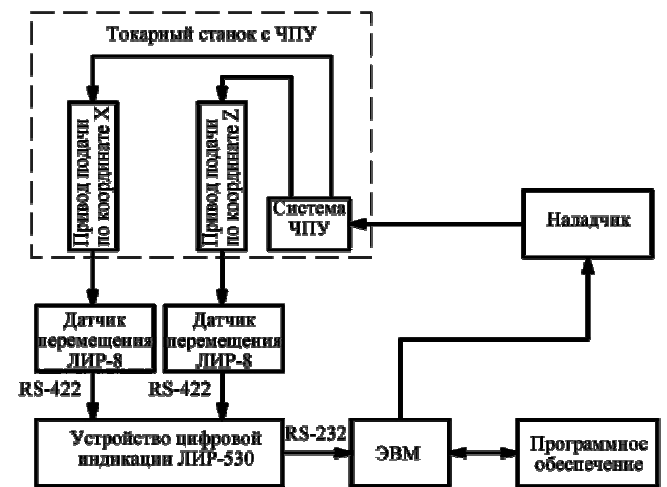 Токарный станок с ЧПУ
Привод подачи
по координате X
Привод подачи
по координате Z
Система
ЧПУ
Наладчик
Датчик
перемещения
ЛИР-8
Датчик
перемещения
ЛИР-8
RS-422
RS-422
Устройство цифровой
индикации ЛИР-530
RS-232
ЭВМ
Программное
обеспечение